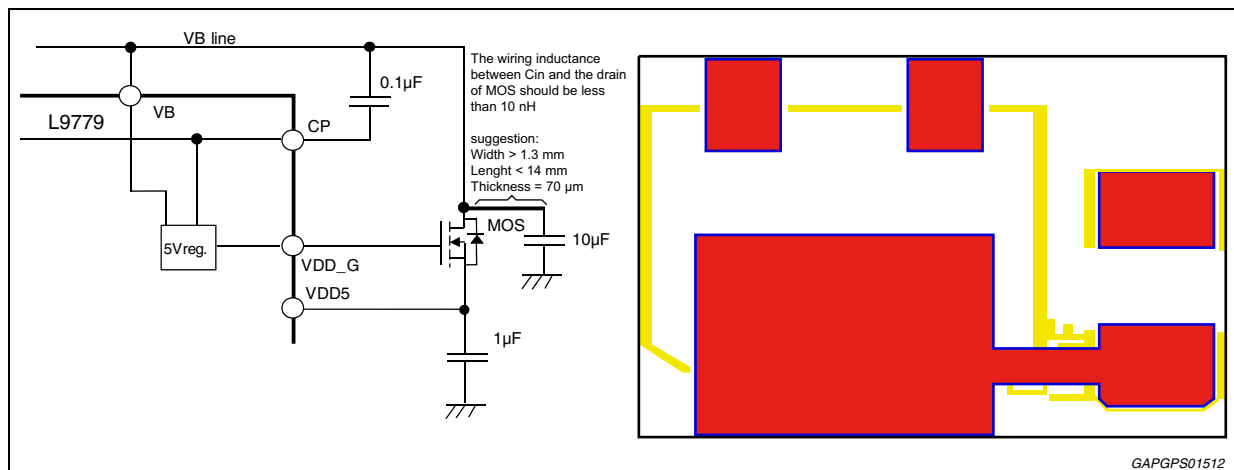 VB line
The wiring inductance
between Cin and the drain
of MOS should be less
than 10 nH
0.1µF
VB
L9779
CP
suggestion:
Width > 1.3 mm
Lenght < 14 mm
Thickness = 70 µm
MOS
5Vreg.
10µF
VDD_G
VDD5
1µF
GAPGPS01512